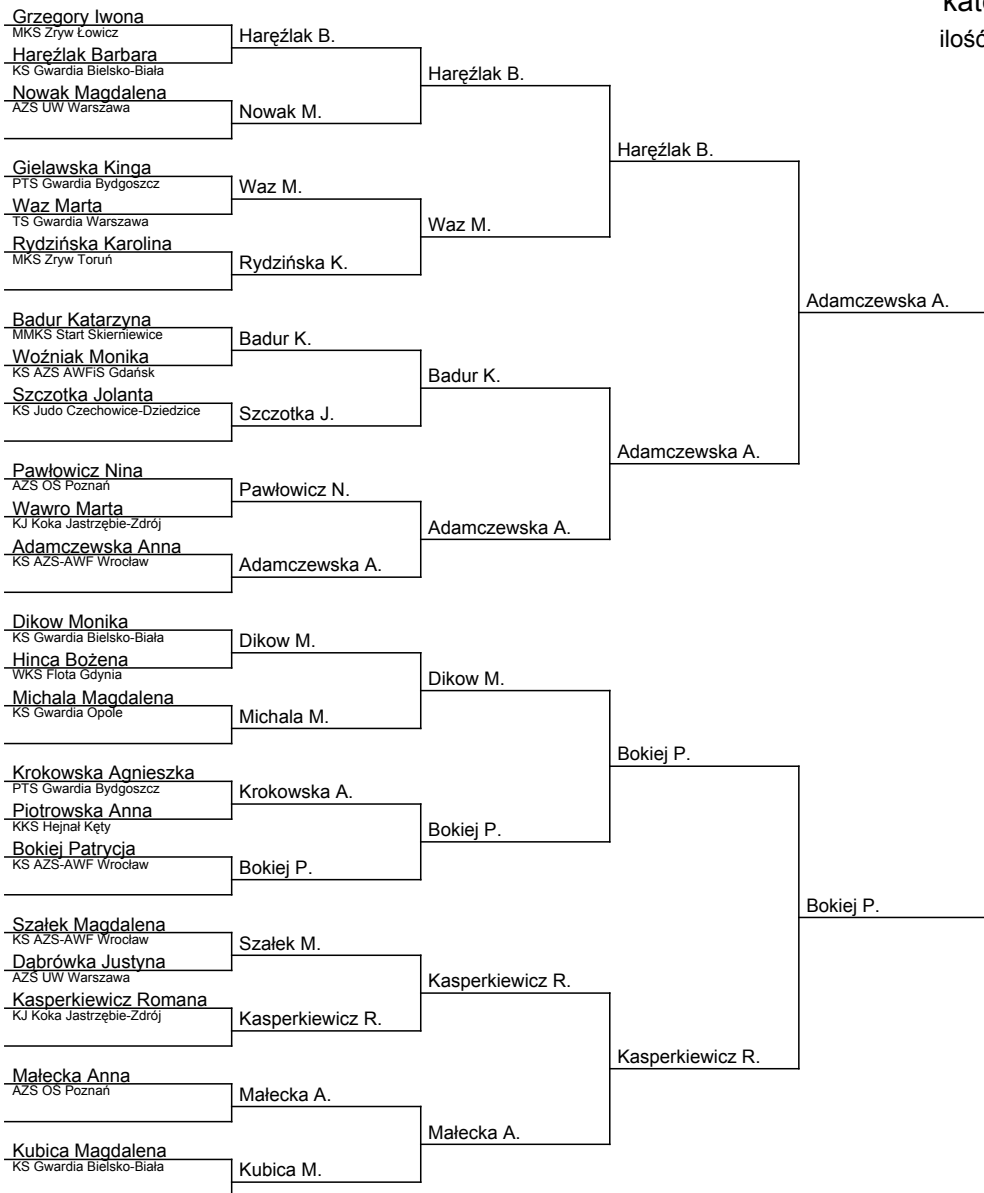 kat
ilość
Grzegory Iwona
MKS Zryw Łowicz
Haręźlak B.
Haręźlak Barbara
KS Gwardia Bielsko-Biała
Haręźlak B.
Nowak Magdalena
AZS UW Warszawa
Nowak M.
Haręźlak B.
Gielawska Kinga
PTS Gwardia Bydgoszcz
Waz M.
Waz Marta
TS Gwardia Warszawa
Waz M.
Rydzińska Karolina
MKS Zryw Toruń
Rydzińska K.
Adamczewska A.
Badur Katarzyna
MMKS Start Skierniewice
Badur K.
Woźniak Monika
KS AZS AWFiS Gdańsk
Badur K.
Szczotka Jolanta
KS Judo Czechowice-Dziedzice
Szczotka J.
Adamczewska A.
Pawłowicz Nina
AZS OŚ Poznań
Pawłowicz N.
Wawro Marta
KJ Koka Jastrzębie-Zdrój
Adamczewska A.
Adamczewska Anna
KS AZS-AWF Wrocław
Adamczewska A.
Dikow Monika
KS Gwardia Bielsko-Biała
Dikow M.
Hinca Bożena
WKS Flota Gdynia
Dikow M.
Michala Magdalena
KS Gwardia Opole
Michala M.
Bokiej P.
Krokowska Agnieszka
PTS Gwardia Bydgoszcz
Krokowska A.
Piotrowska Anna
KKS Hejnał Kęty
Bokiej P.
Bokiej Patrycja
KS AZS-AWF Wrocław
Bokiej P.
Bokiej P.
Szałek Magdalena
KS AZS-AWF Wrocław
Szałek M.
Dąbrówka Justyna
AZS UW Warszawa
Kasperkiewicz R.
Kasperkiewicz Romana
KJ Koka Jastrzębie-Zdrój
Kasperkiewicz R.
Kasperkiewicz R.
Małecka Anna
AZS OŚ Poznań
Małecka A.
Małecka A.
Kubica Magdalena
KS Gwardia Bielsko-Biała
Kubica M.